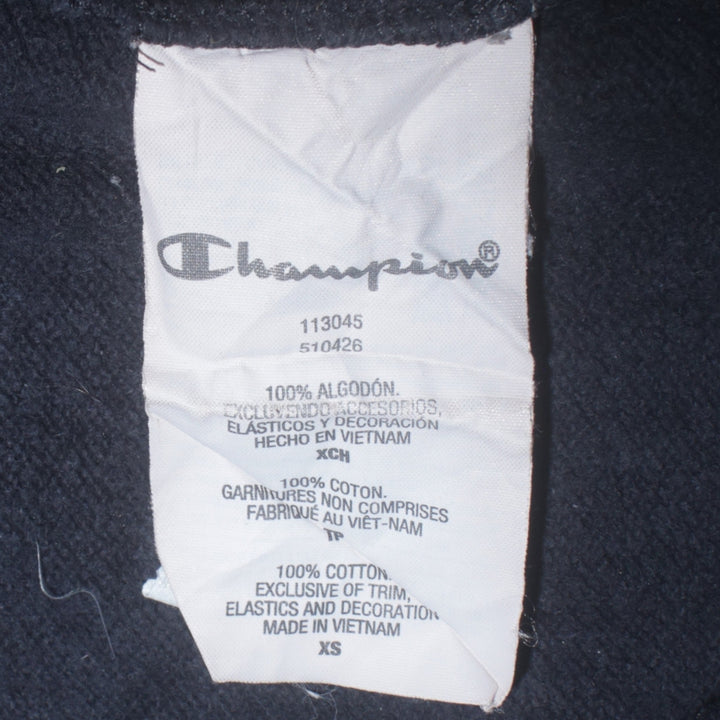 Champion®
113045
510426
100% ALGODÓN.
EXCLUYENDO ACCESORIOS,
ELÁSTICOS Y DECORACIÓN
HECHO EN VIETNAM
XCH
100% COTON.
GARNITURES NON COMPRISES
FABRIQUÉ AU VIÊT-NAM
TP
100% COTTON.
EXCLUSIVE OF TRIM,
ELASTICS AND DECORATION
MADE IN VIETNAM
XS